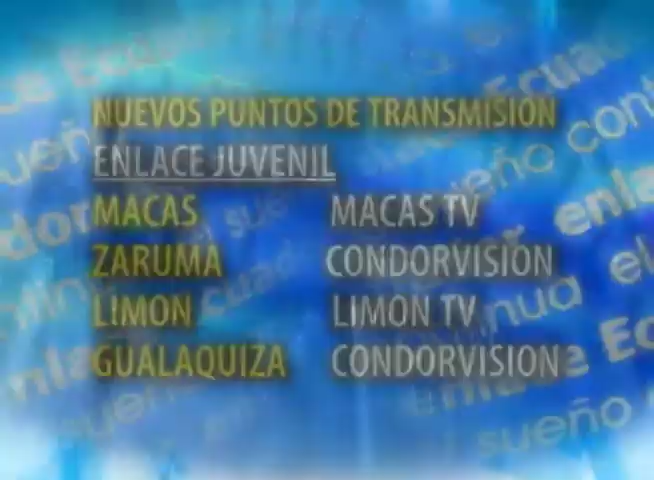 NUEVOS PUNTOS DE TRANSMISION
ENLACE JUVENIL
MACAS MACAS TV
ZARUMA CONDORVISION
LIMON LIMON TV
GUALAQUIZA CONDORVISION